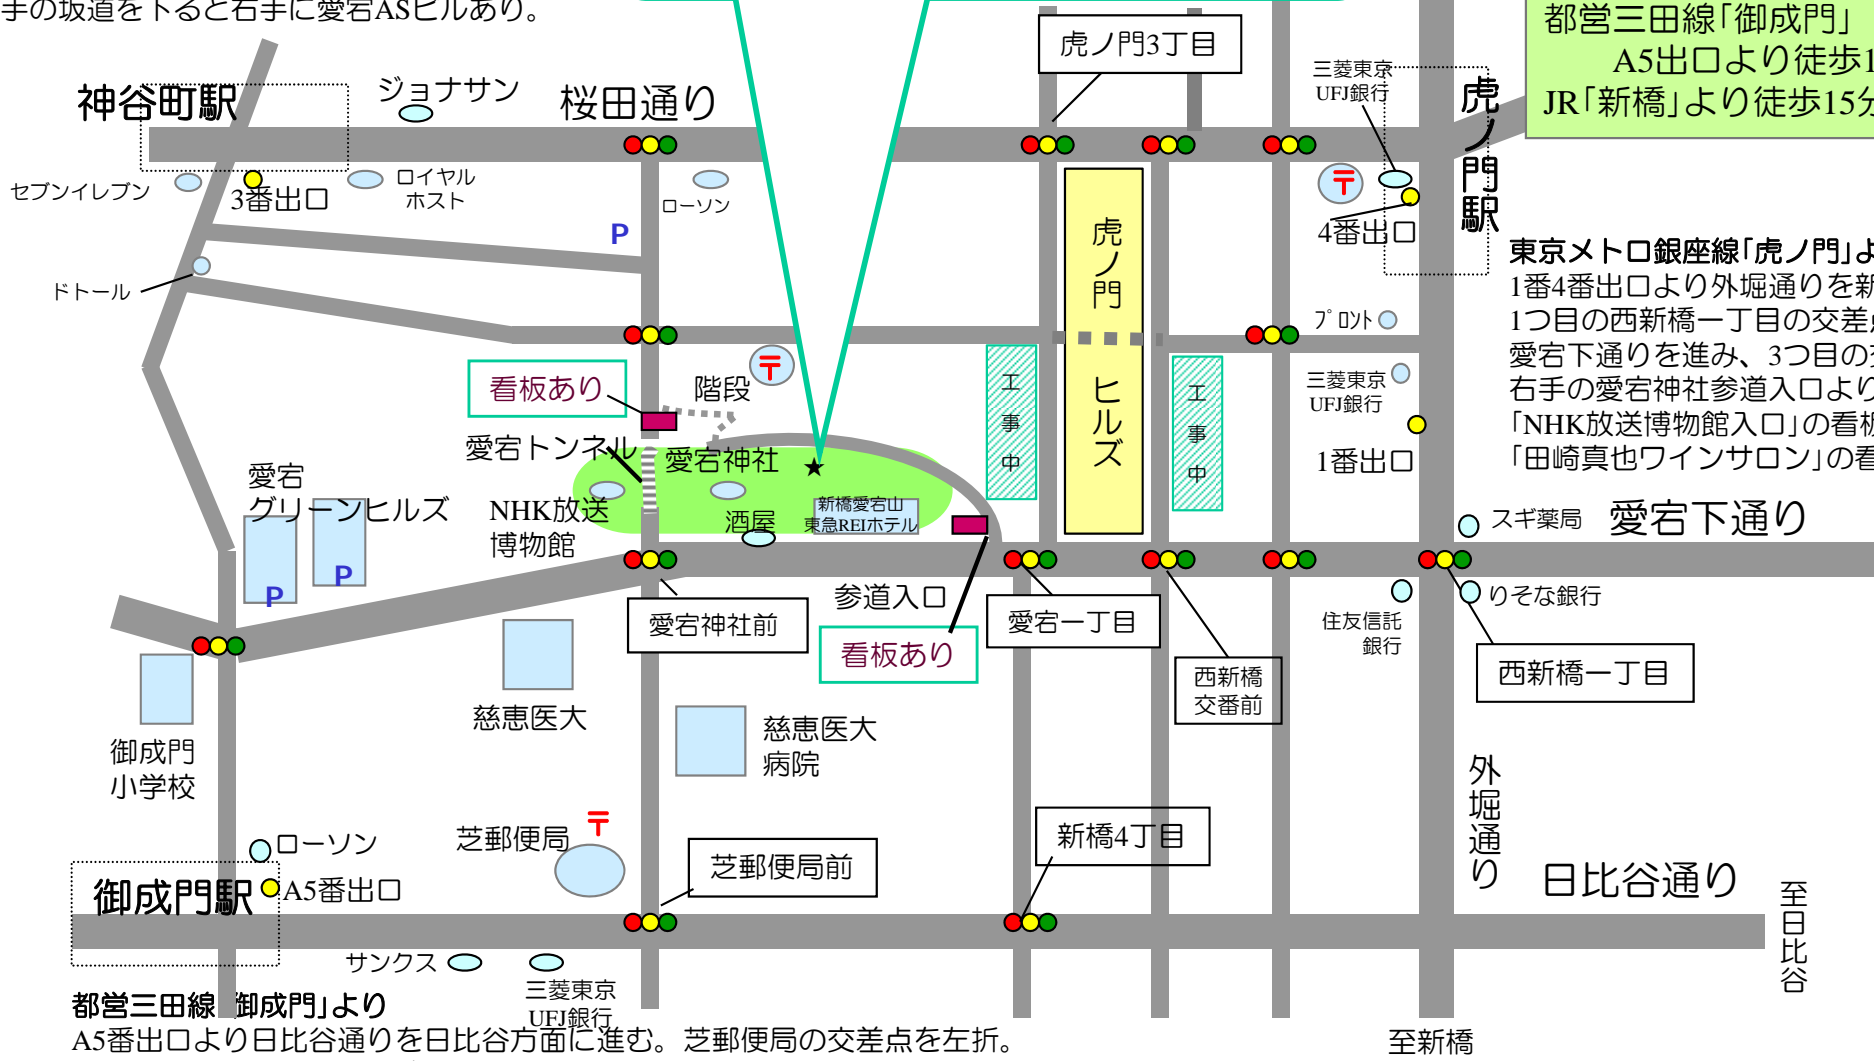 手の坂道を下ると右手に愛宕ASビルあり。
都営三田線「御成門」
A5出口より徒歩1
JR「新橋」より徒歩15分
虎ノ門3丁目
三菱東京
UFJ銀行
虎ノ門駅
神谷町駅
ジョナサン
桜田通り
セブンイレブン
3番出口
ロイヤル
ホスト
ローソン
〒
4番出口
P
虎ノ門ヒルズ
東京メトロ銀座線「虎ノ門」よ
1番4番出口より外堀通りを新
1つ目の西新橋一丁目の交差
愛宕下通りを進み、3つ目の
右手の愛宕神社参道入口より
「NHK放送博物館入口」の看板
「田崎真也ワインサロン」の看
ドトール
プロント
看板あり
階段
〒
工事中
工事中
三菱東京
UFJ銀行
1番出口
愛宕トンネル
愛宕神社
★
愛宕
グリーンヒルズ
NHK放送
博物館
酒屋
新橋愛宕山
東急REIホテル
スギ薬局
愛宕下通り
P
P
愛宕神社前
参道入口
看板あり
愛宕一丁目
住友信託
銀行
りそな銀行
西新橋
交番前
西新橋一丁目
慈恵医大
慈恵医大
病院
御成門
小学校
外堀通り
〒
芝郵便局
芝郵便局前
新橋4丁目
ローソン
御成門駅
A5番出口
日比谷通り
至日比谷
サンクス
三菱東京
UFJ銀行
都営三田線「御成門」より
A5番出口より日比谷通りを日比谷方面に進む。芝郵便局の交差点を左折。
至新橋